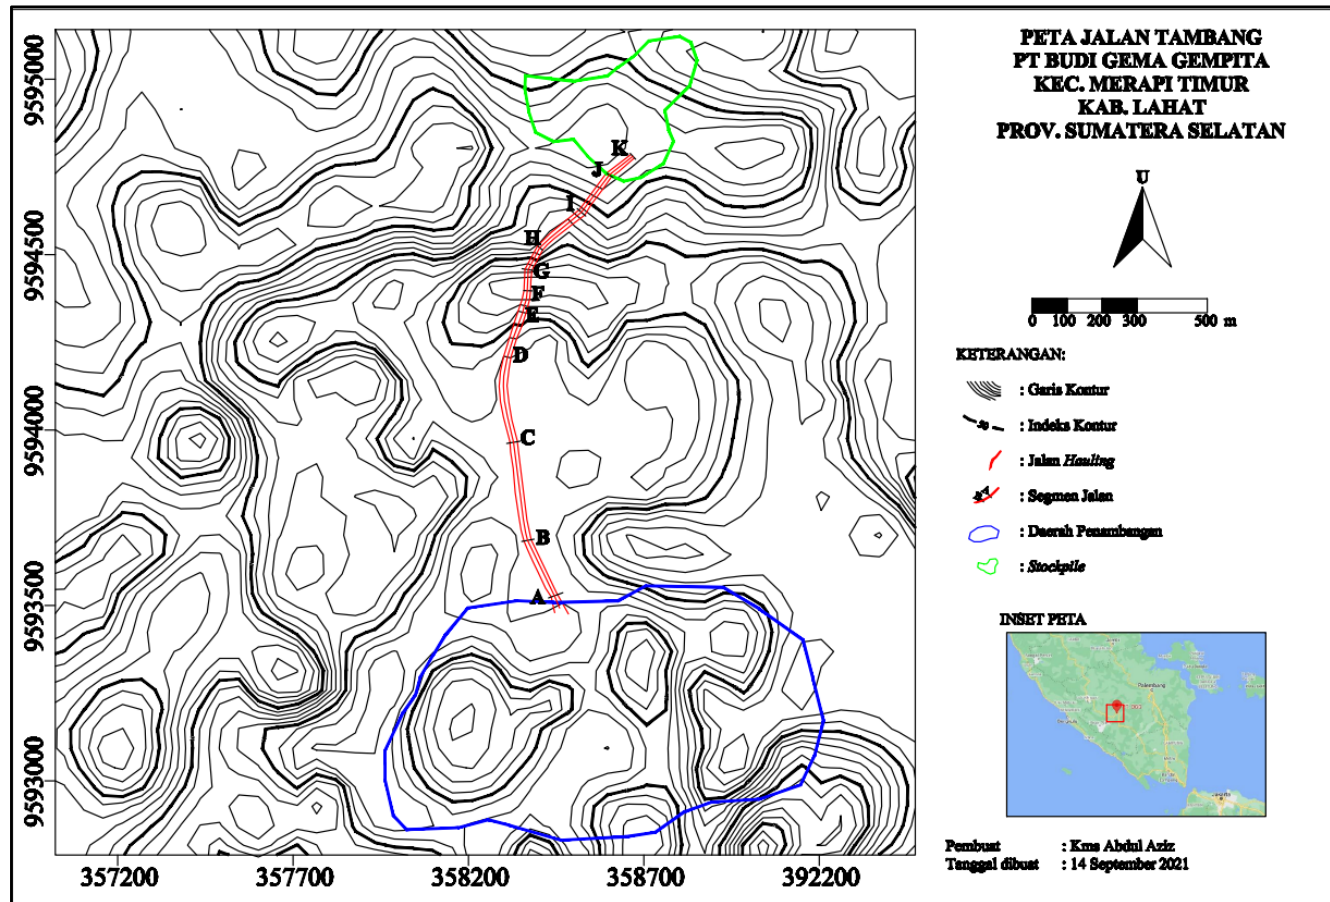 PETA JALAN TAMBANG
PT BUDI GEMA GEMPITA
KEC. MERAPI TIMUR
KAB. LAHAT
PROV. SUMATERA SELATAN
U
0 100 200 300 500 m
KETERANGAN:
: Garis Kontur
: Indeks Kontur
: Jalan Hauling
: Segmen Jalan
: Daerah Penambangan
: Stockpile
INSET PETA
Palembang
Jakarta
Pembuat : Kms Abdul Aziz
Tanggal dibuat : 14 September 2021
9595000
9594500
9594000
9593500
9593000
357200 357700 358200 358700 392200
K
J
I
H
G
F
E
D
C
B
A